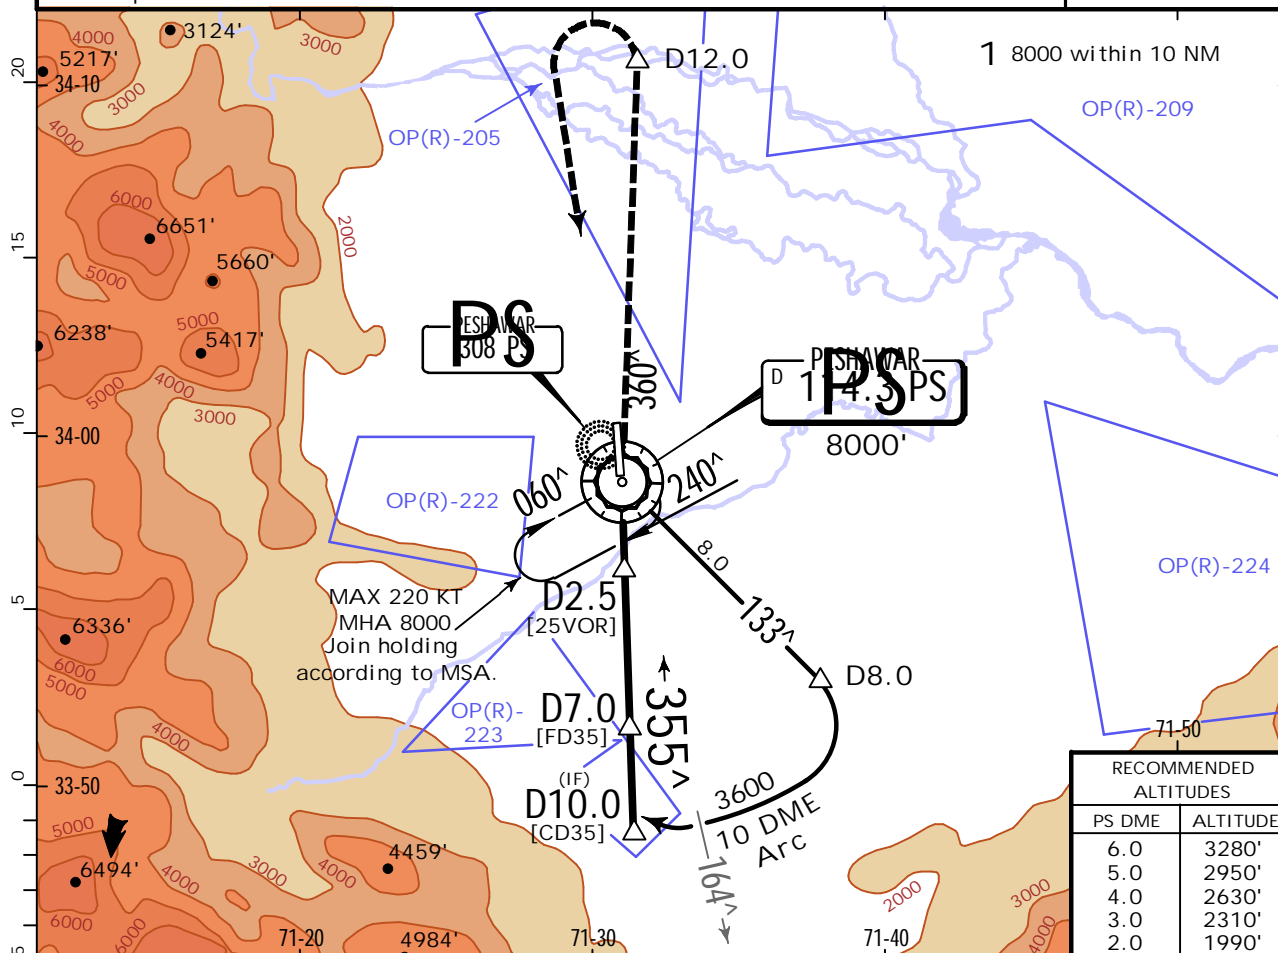 3124'
4000
5217'
3000
20
34-10
3000
4000
D12.0
1 8000 within 10 NM
OP(R)-209
OP(R)-205
6000
6651'
2000
15
5660'
5000
5000
6238'
5417'
PESHAWAR
308 PS
PS
360^
D
PESHAWAR
114.3 PS
PS
8000'
4000
5000
3000
10
34-00
OP(R)-222
060^
240^
8.0
OP(R)-224
MAX 220 KT
MHA 8000
Join holding
according to MSA.
D2.5
[25VOR]
133^
5
6336'
6000
5000
D8.0
OP(R)-
223
D7.0
[FD35]
355^
4000
71-50
0
33-50
(IF)
D10.0
[CD35]
3600
10 DME
Arc
164^
RECOMMENDED
ALTITUDES
PS DME ALTITUDE
6.0 3280'
5.0 2950'
4.0 2630'
3.0 2310'
2.0 1990'
5000
6494'
4000
3000
4000
4459'
2000
3000
4000
6000
6000
71-20
4984'
71-30
71-40
5